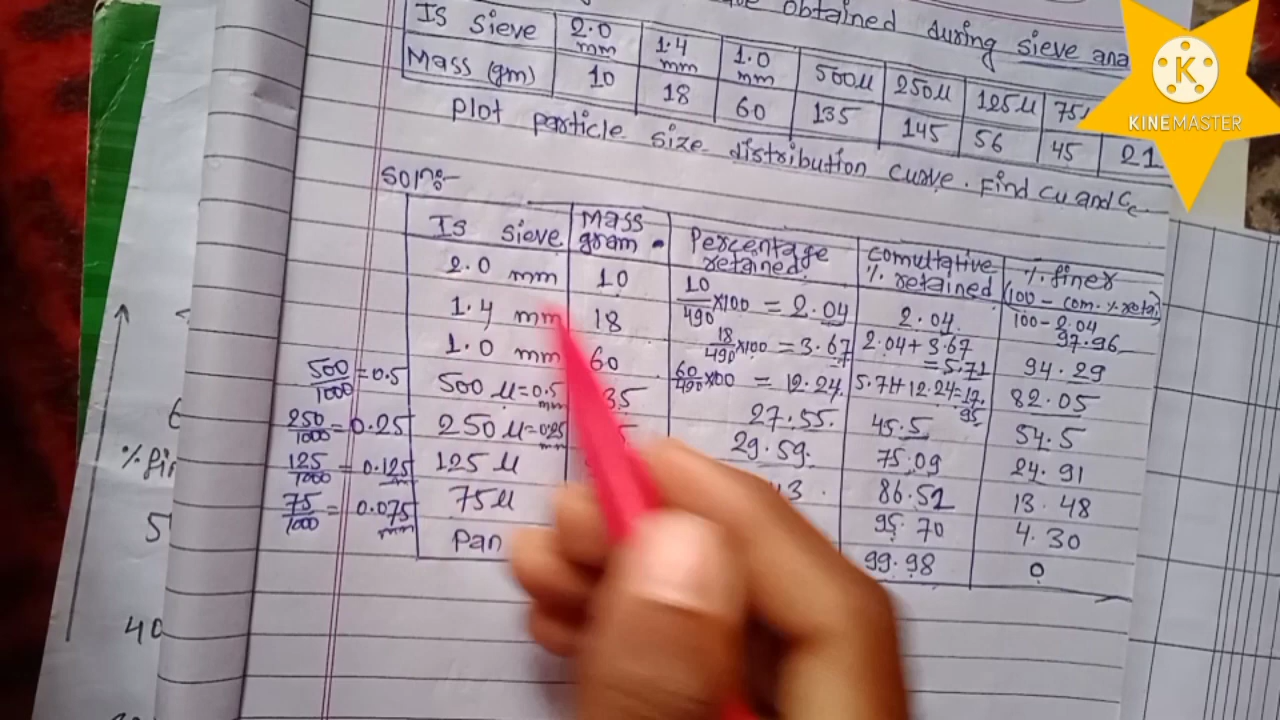 obtained during sieve ana
IS sieve 2.0 mm 1.4 mm 1.0 mm 500μ 250μ 125μ 75
Mass (gm) 10 18 60 135 145 56 45 21
Plot particle size distribution curve. Find Cu and Cc
Soln:-
IS sieve Mass gram Percentage retained Comultative % retained % finer (100 - com. % retai)
2.0 mm 10 10/490 ×100 = 2.04 2.04 100-2.04 97.96
1.4 mm 18 18/490 ×100 = 3.67 2.04+3.67 = 5.71 94.29
1.0 mm 60 60/490 ×100 = 12.24 5.71+12.24=17.95 82.05
500/1000 = 0.5 500 μ=0.5 mm 35 27.55 45.5 54.5
250/1000 = 0.25 250 μ=0.25 mm 5 29.59 75.09 24.91
125/1000 = 0.125 125 μ 43 86.52 13.48
75/1000 = 0.075 mm 75μ 95.70 4.30
Pan 99.98 0
% fin
5
40
K
KINEMASTER